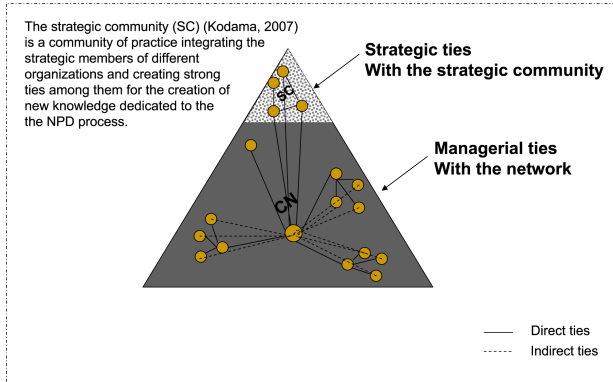 The strategic community (SC) (Kodama, 2007)
is a community of practice integrating the
strategic members of different
organizations and creating strong
ties among them for the creation of
new knowledge dedicated to the
the NPD process.
Strategic ties
With the strategic community
SC
Managerial ties
With the network
CN
Direct ties
Indirect ties